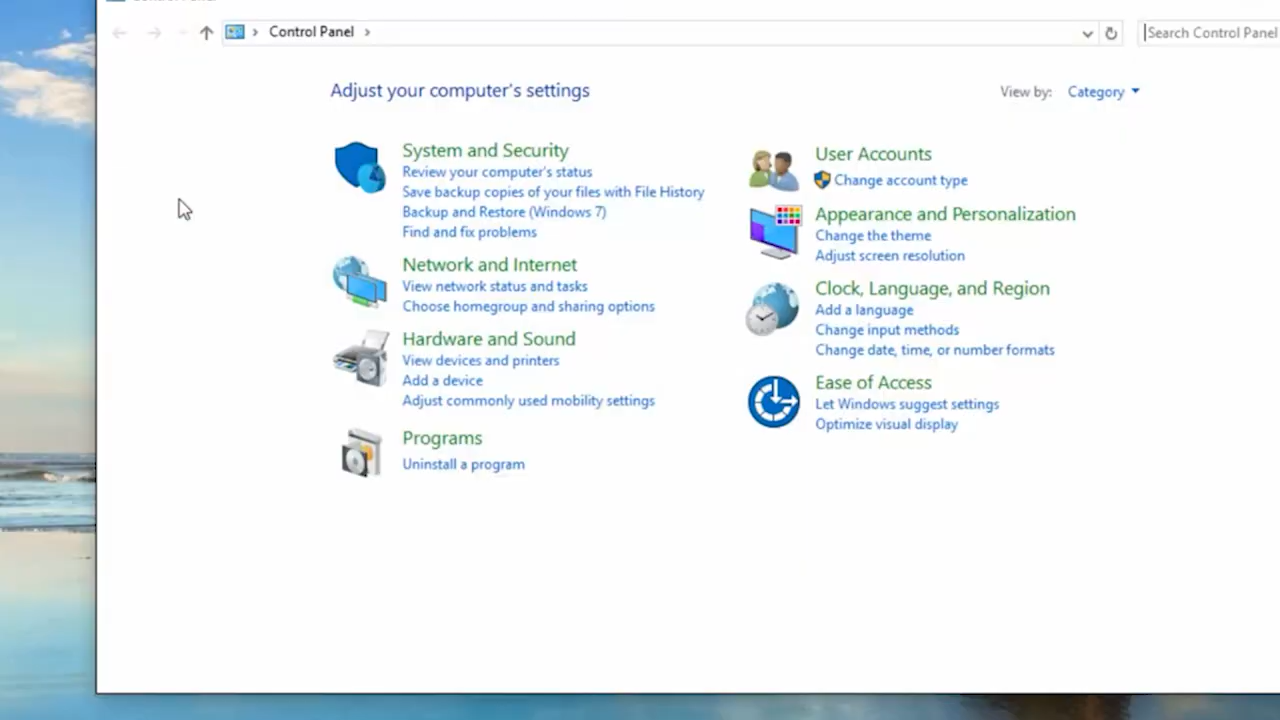 Control Panel
Search Control Panel
Adjust your computer's settings
View by: Category
System and Security
Review your computer's status
Save backup copies of your files with File History
Backup and Restore (Windows 7)
Find and fix problems
Network and Internet
View network status and tasks
Choose homegroup and sharing options
Hardware and Sound
View devices and printers
Add a device
Adjust commonly used mobility settings
Programs
Uninstall a program
User Accounts
Change account type
Appearance and Personalization
Change the theme
Adjust screen resolution
Clock, Language, and Region
Add a language
Change input methods
Change date, time, or number formats
Ease of Access
Let Windows suggest settings
Optimize visual display